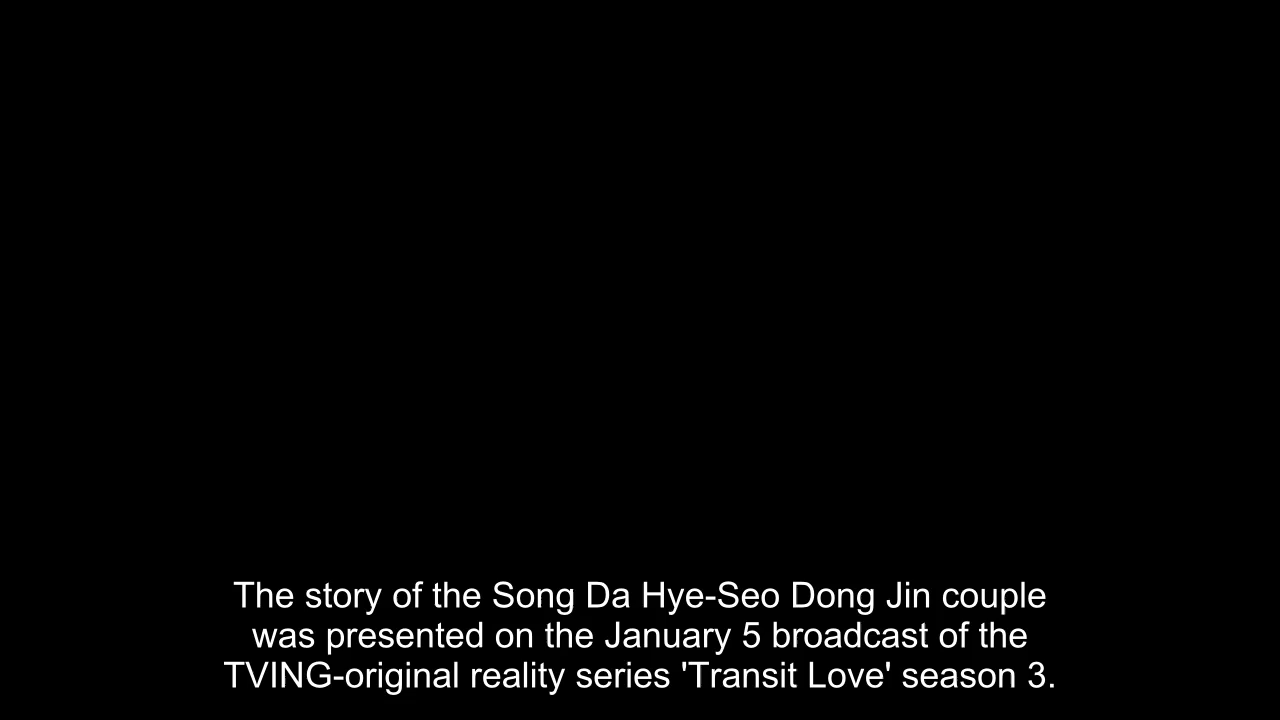 The story of the Song Da Hye-Seo Dong Jin couple
was presented on the January 5 broadcast of the
TVING-original reality series 'Transit Love' season 3.